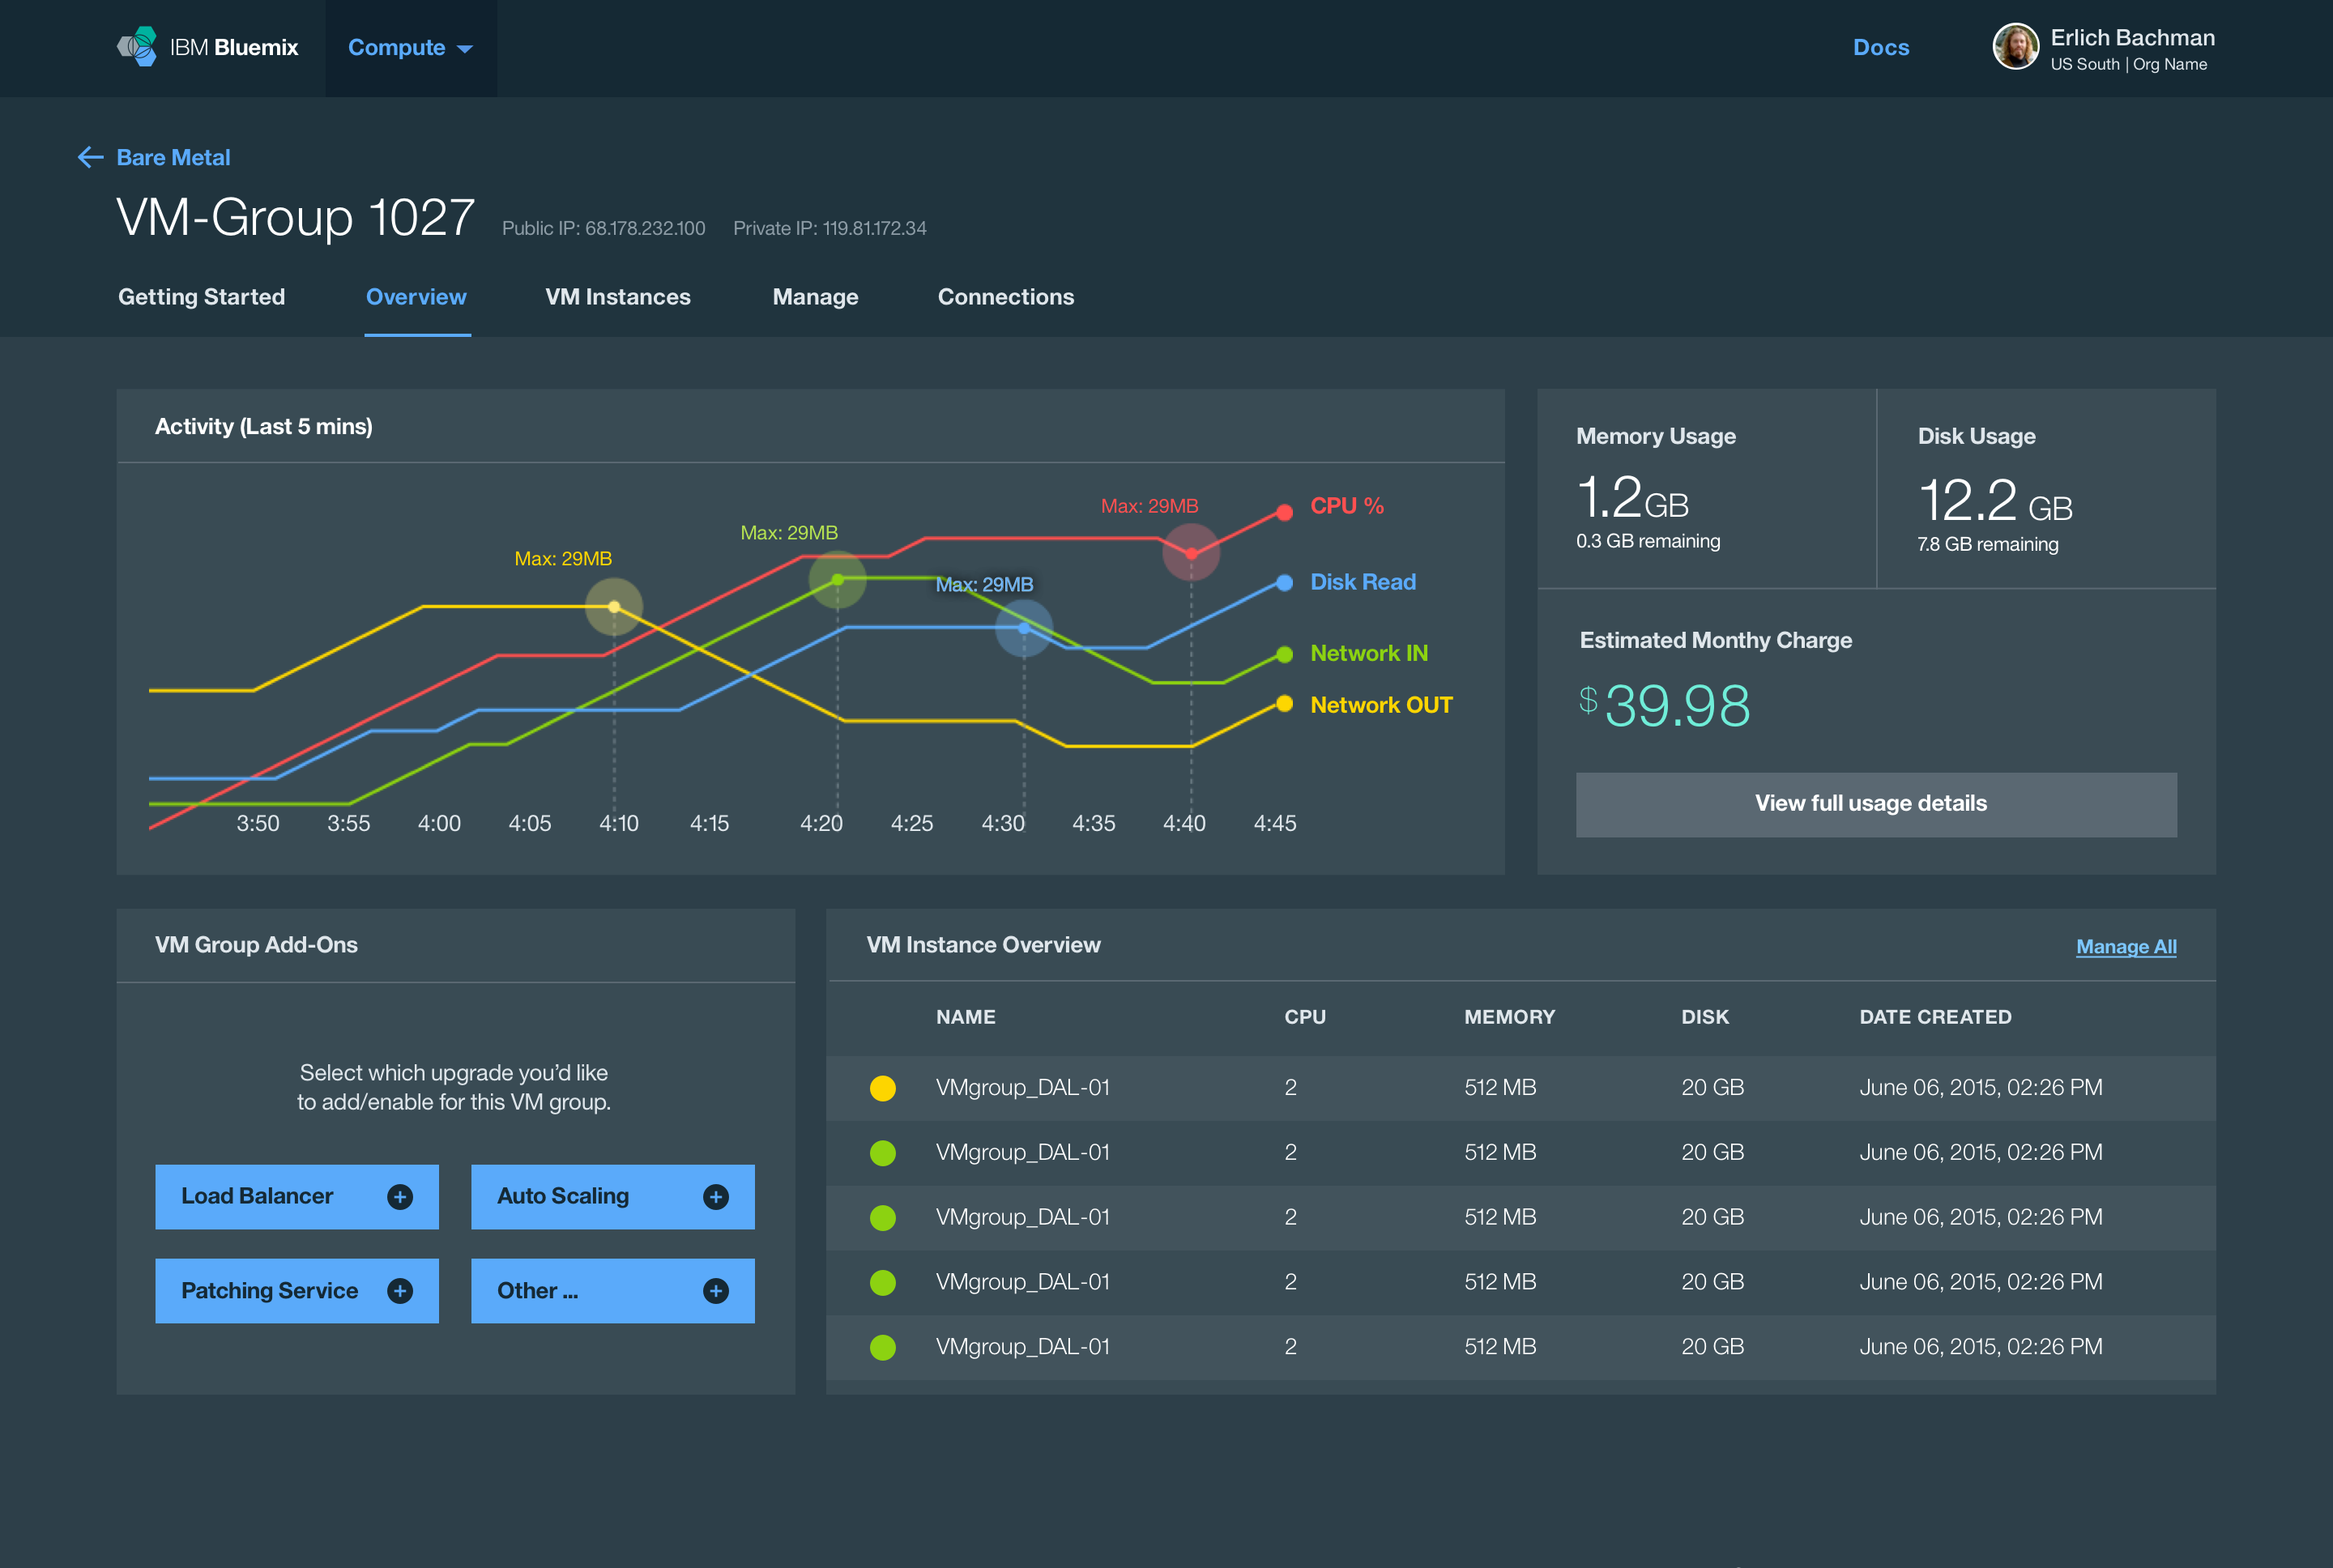 IBM Bluemix
Compute
Docs
Erlich Bachman
US South | Org Name
Bare Metal
VM-Group 1027
Public IP: 68.178.232.100
Private IP: 119.81.172.34
Getting Started
Overview
VM Instances
Manage
Connections
Activity (Last 5 mins)
Max: 29MB
Max: 29MB
Max: 29MB
Max: 29MB
CPU %
Disk Read
Network IN
Network OUT
3:50 3:55 4:00 4:05 4:10 4:15 4:20 4:25 4:30 4:35 4:40 4:45
Memory Usage
1.2GB
0.3 GB remaining
Disk Usage
12.2 GB
7.8 GB remaining
Estimated Monthy Charge
$39.98
View full usage details
VM Group Add-Ons
Select which upgrade you’d like
to add/enable for this VM group.
Load Balancer
Auto Scaling
Patching Service
Other ...
VM Instance Overview
Manage All
NAME CPU MEMORY DISK DATE CREATED
VMgroup_DAL-01 2 512 MB 20 GB June 06, 2015, 02:26 PM
VMgroup_DAL-01 2 512 MB 20 GB June 06, 2015, 02:26 PM
VMgroup_DAL-01 2 512 MB 20 GB June 06, 2015, 02:26 PM
VMgroup_DAL-01 2 512 MB 20 GB June 06, 2015, 02:26 PM
VMgroup_DAL-01 2 512 MB 20 GB June 06, 2015, 02:26 PM